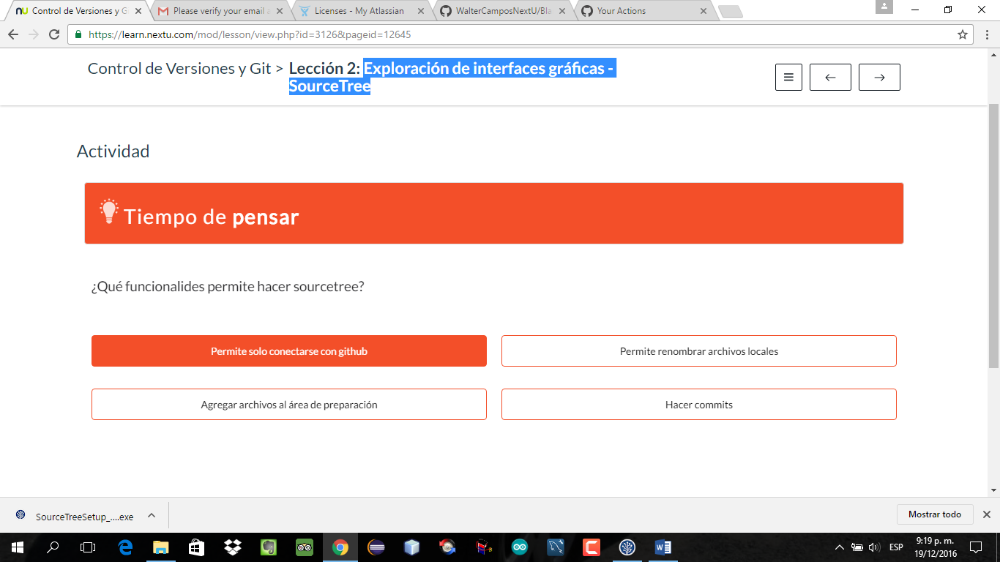 Control de Versiones y G
Please verify your email a
Licenses - My Atlassian
WalterCamposNextU/Bla
Your Actions
https://learn.nextu.com/mod/lesson/view.php?id=3126&pageid=12645
Control de Versiones y Git > Lección 2: Exploración de interfaces gráficas -
SourceTree
Actividad
Tiempo de pensar
¿Qué funcionalides permite hacer sourcetree?
Permite solo conectarse con github
Permite renombrar archivos locales
Agregar archivos al área de preparación
Hacer commits
SourceTreeSetup_....exe
Mostrar todo
ESP
9:19 p. m.
19/12/2016